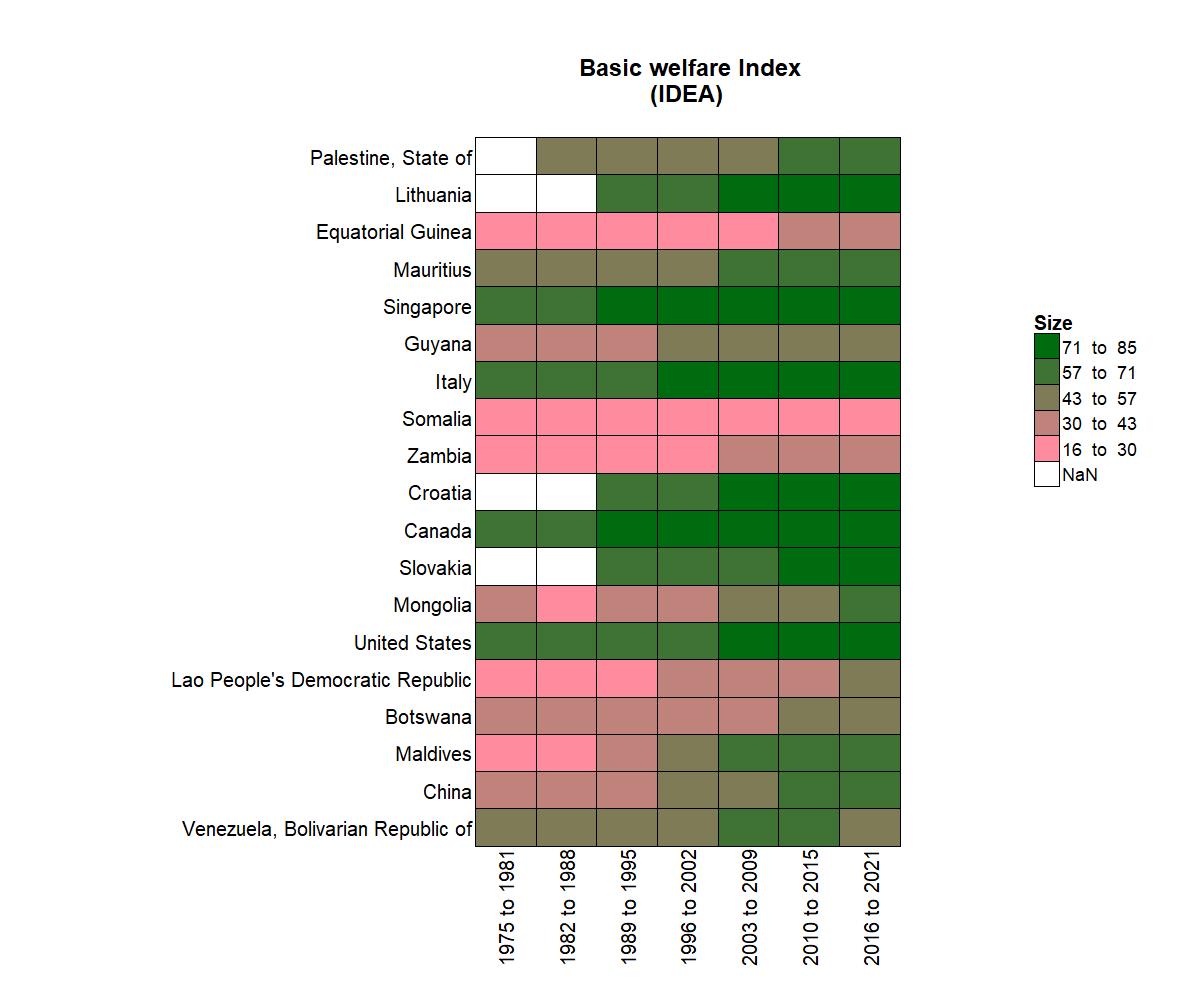 Basic welfare Index
(IDEA)
Palestine, State of
Lithuania
Equatorial Guinea
Mauritius
Singapore
Guyana
Italy
Somalia
Zambia
Croatia
Canada
Slovakia
Mongolia
United States
Lao People's Democratic Republic
Botswana
Maldives
China
Venezuela, Bolivarian Republic of
1975 to 1981
1982 to 1988
1989 to 1995
1996 to 2002
2003 to 2009
2010 to 2015
2016 to 2021
Size
71 to 85
57 to 71
43 to 57
30 to 43
16 to 30
NaN